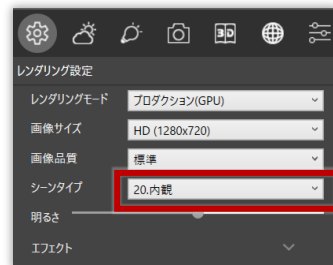 3D
レンダリング設定
レンダリングモード プロダクション(GPU)
画像サイズ HD (1280x720)
画像品質 標準
シーンタイプ 20.内観
明るさ
エフェクト